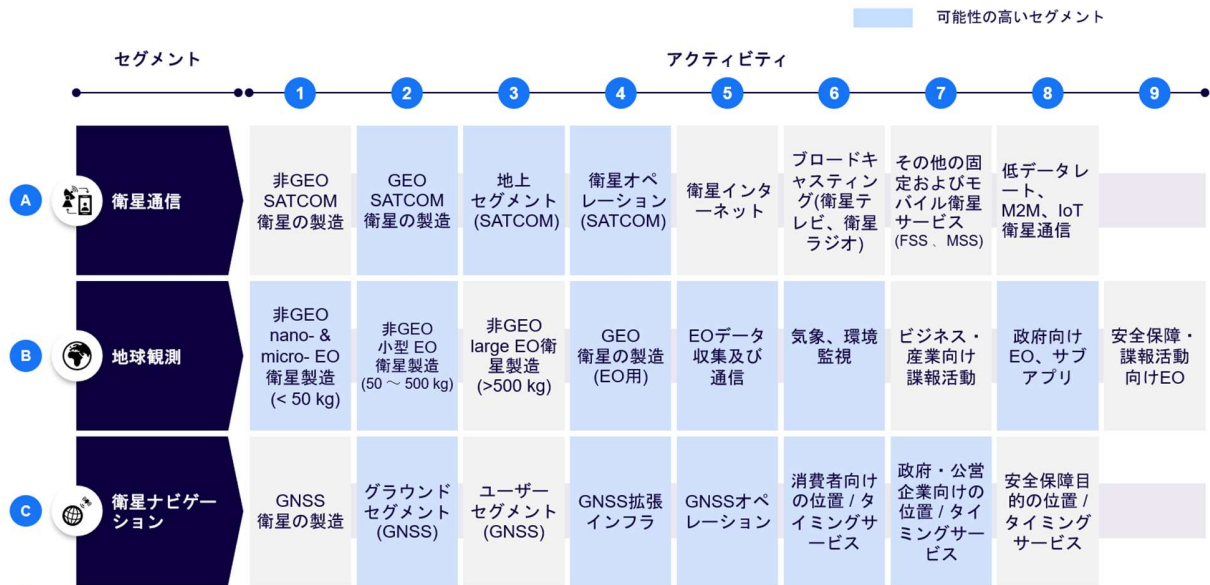 可能性の高いセグメント
セグメント
アクティビティ
1
2
3
4
5
6
7
8
9
A
衛星通信
非GEO
SATCOM
衛星の製造
GEO
SATCOM
衛星の製造
地上
セグメント
(SATCOM)
衛星オペ
レーション
(SATCOM)
衛星インタ
ーネット
ブロードキ
ャスティン
グ(衛星テ
レビ、衛星
ラジオ)
その他の固
定およびモ
バイル衛星
サービス
(FSS 、MSS)
低データレ
ート、
M2M、IoT
衛星通信
B
地球観測
非GEO
nano- &
micro- EO
衛星製造
(< 50 kg)
非GEO
小型 EO
衛星製造
(50 ~ 500 kg)
非GEO
large EO衛
星製造
(>500 kg)
GEO
衛星の製造
(EO用)
EOデータ
収集及び
通信
気象、環境
監視
ビジネス・
産業向け
諜報活動
政府向け
EO、サブ
アプリ
安全保障・
諜報活動
向けEO
C
衛星ナビゲー
ション
GNSS
衛星の製造
グラウンド
セグメント
(GNSS)
ユーザー
セグメント
(GNSS)
GNSS拡張
インフラ
GNSSオペ
レーション
消費者向け
の位置 / タ
イミングサ
ービス
政府・公営
企業向けの
位置 / タイ
ミングサー
ビス
安全保障目
的の位置 /
タイミング
サービス